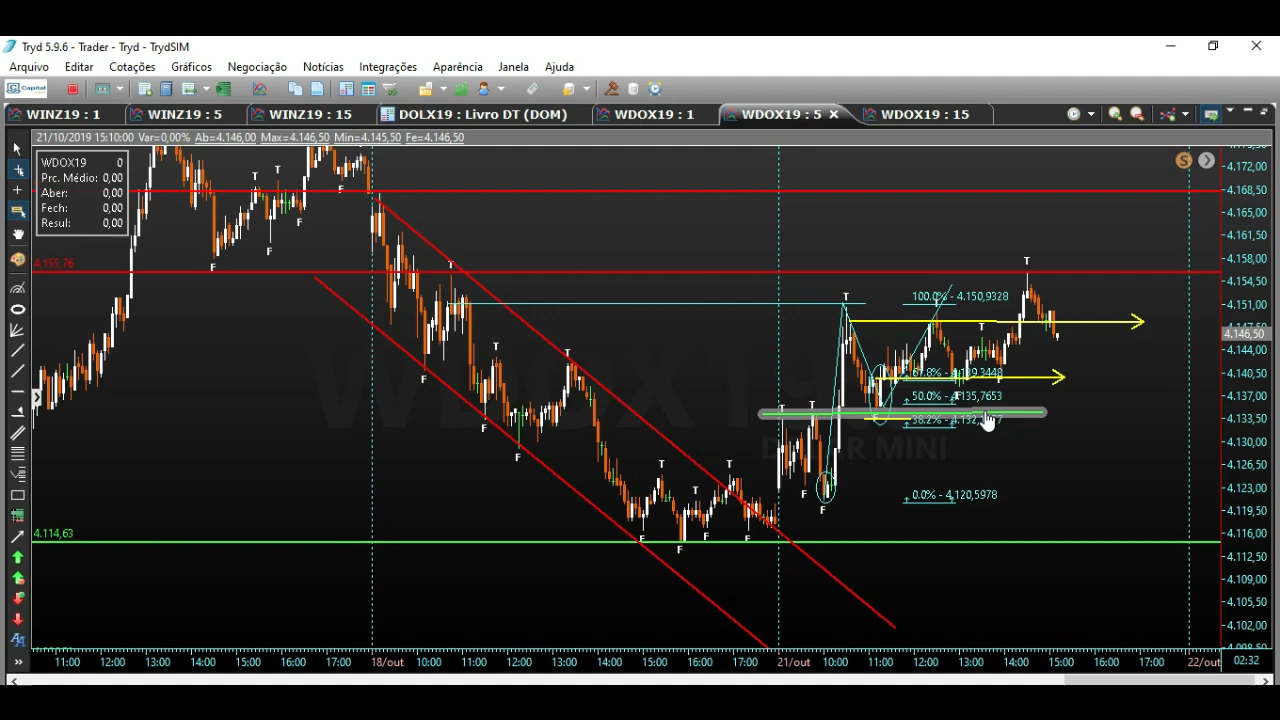 Tryd 5.9.6 - Trader - Tryd - TrydSIM
Arquivo Editar Cotações Gráficos Negociação Notícias Integrações Aparência Janela Ajuda
Capital
WINZ19 : 1 WINZ19 : 5 WINZ19 : 15 DOLX19 : Livro DT (DOM) WDOX19 : 1 WDOX19 : 5 WDOX19 : 15
21/10/2019 15:10:00 Var=0,00% Ab=4.146,00 Max=4.146,50 Min=4.145,50 Fe=4.146,50
WDOX19 0
Prc. Médio: 0,00
Aber: 0,00
Fech: 0,00
Resul: 0,00
S
4.172,00
4.168,50
4.165,00
4.161,50
4.158,00
4.154,50
4.151,00
4.146,50
4.144,00
4.140,50
4.137,00
4.133,50
4.130,00
4.126,50
4.123,00
4.119,50
4.116,00
4.112,50
4.109,00
4.105,50
4.102,00
4.155,76
4.114,63
100.0% - 4.150,9328
50.0% - 4.135,7653
0.0% - 4.120,5978
T T T T T T T T T T T T T T
F F F F F F F F F F F F F
MINI
11:00 12:00 13:00 14:00 15:00 16:00 17:00 18/out 10:00 11:00 12:00 13:00 14:00 15:00 16:00 17:00 21/out 10:00 11:00 12:00 13:00 14:00 15:00 16:00 17:00 22/out 02:32